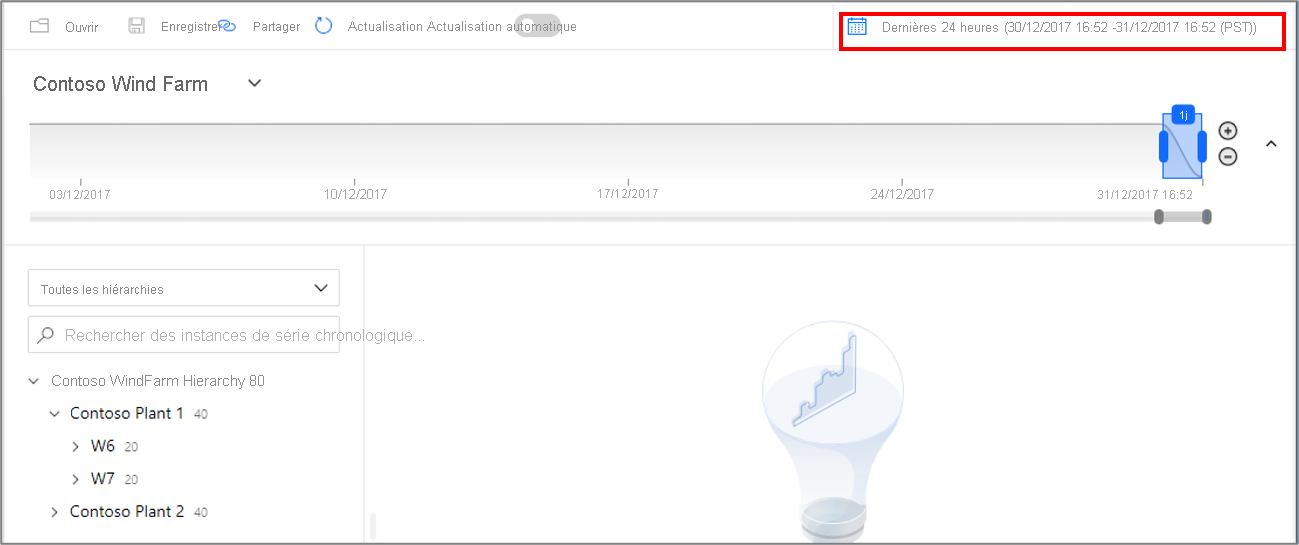 Ouvrir Enregistrer Partager Actualisation Actualisation automatique Dernières 24 heures (30/12/2017 16:52 -31/12/2017 16:52 (PST))
Contoso Wind Farm
1j
03/12/2017 10/12/2017 17/12/2017 24/12/2017 31/12/2017 16:52
Toutes les hiérarchies
Rechercher des instances de série chronologique...
Contoso WindFarm Hierarchy 80
Contoso Plant 1 40
W6 20
W7 20
Contoso Plant 2 40